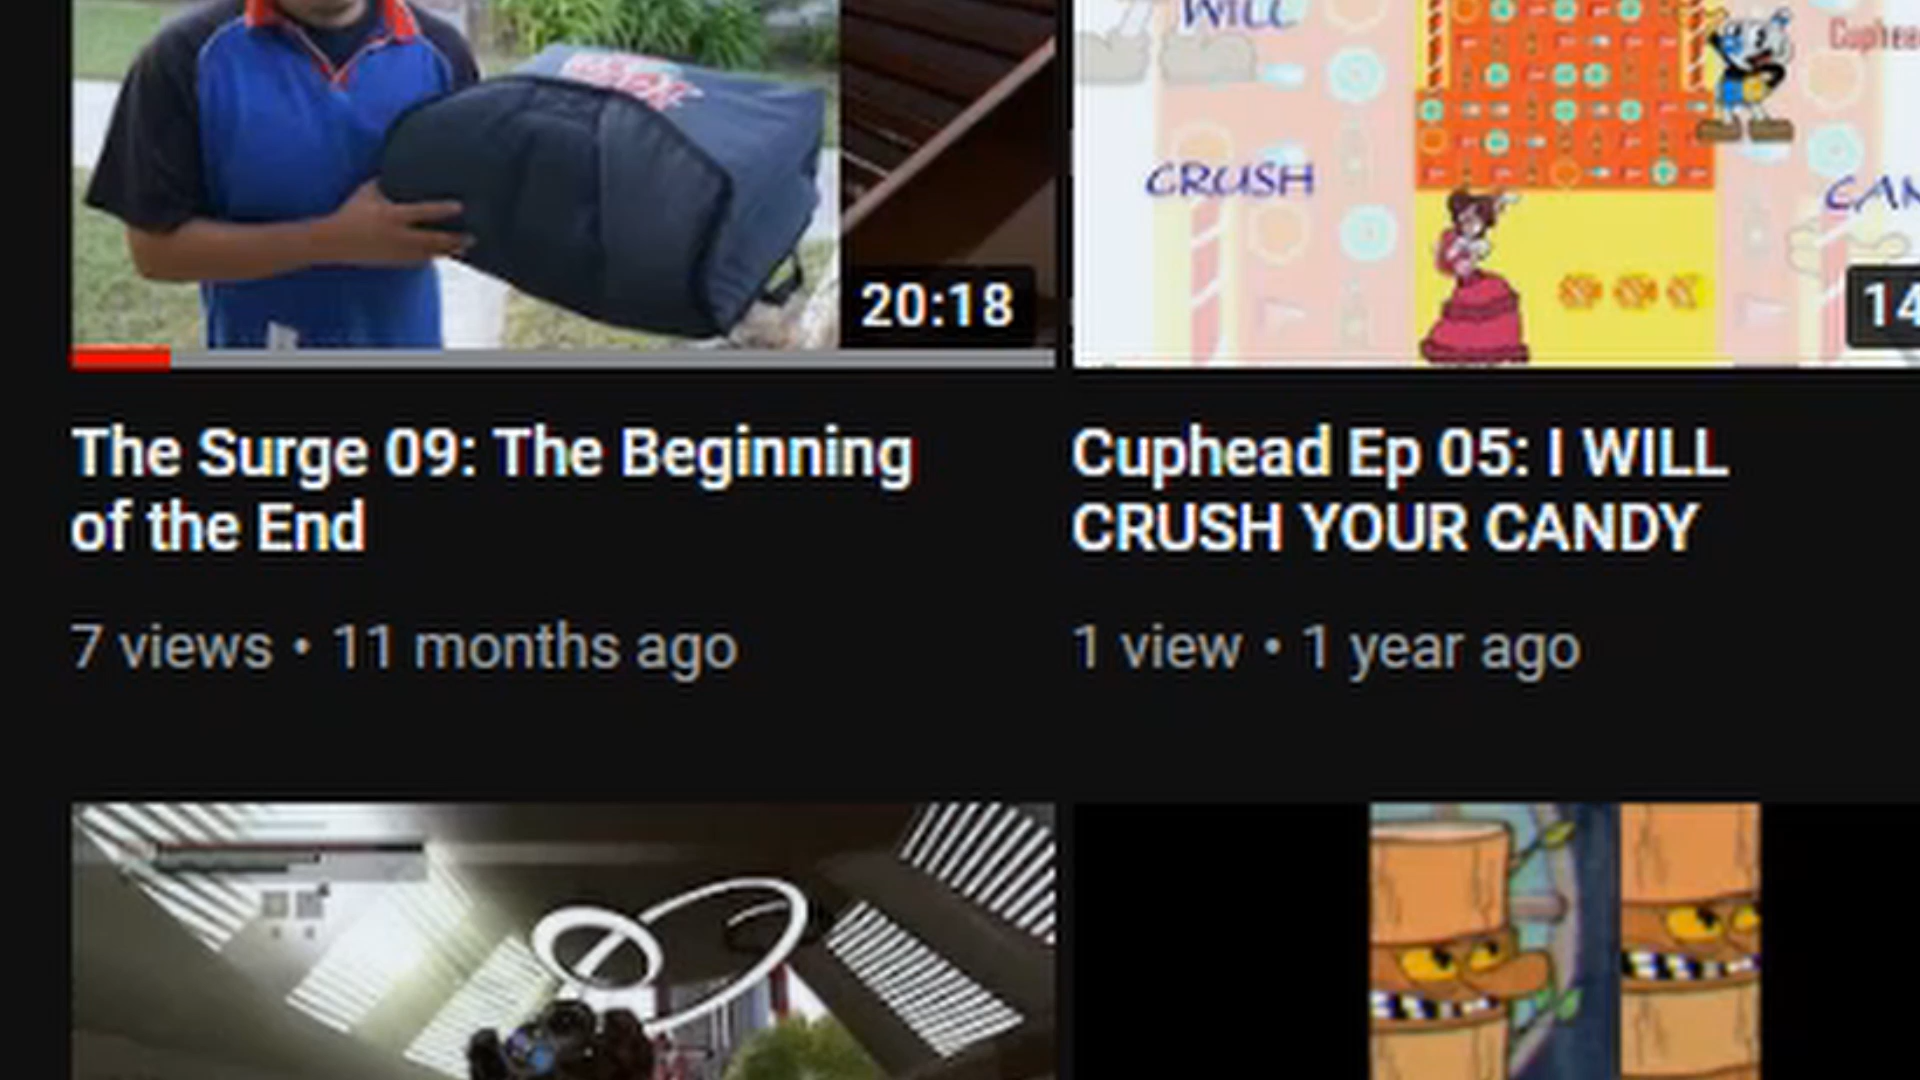 WILL
CRUSH
20:18
14
The Surge 09: The Beginning
of the End
Cuphead Ep 05: I WILL
CRUSH YOUR CANDY
7 views • 11 months ago
1 view • 1 year ago